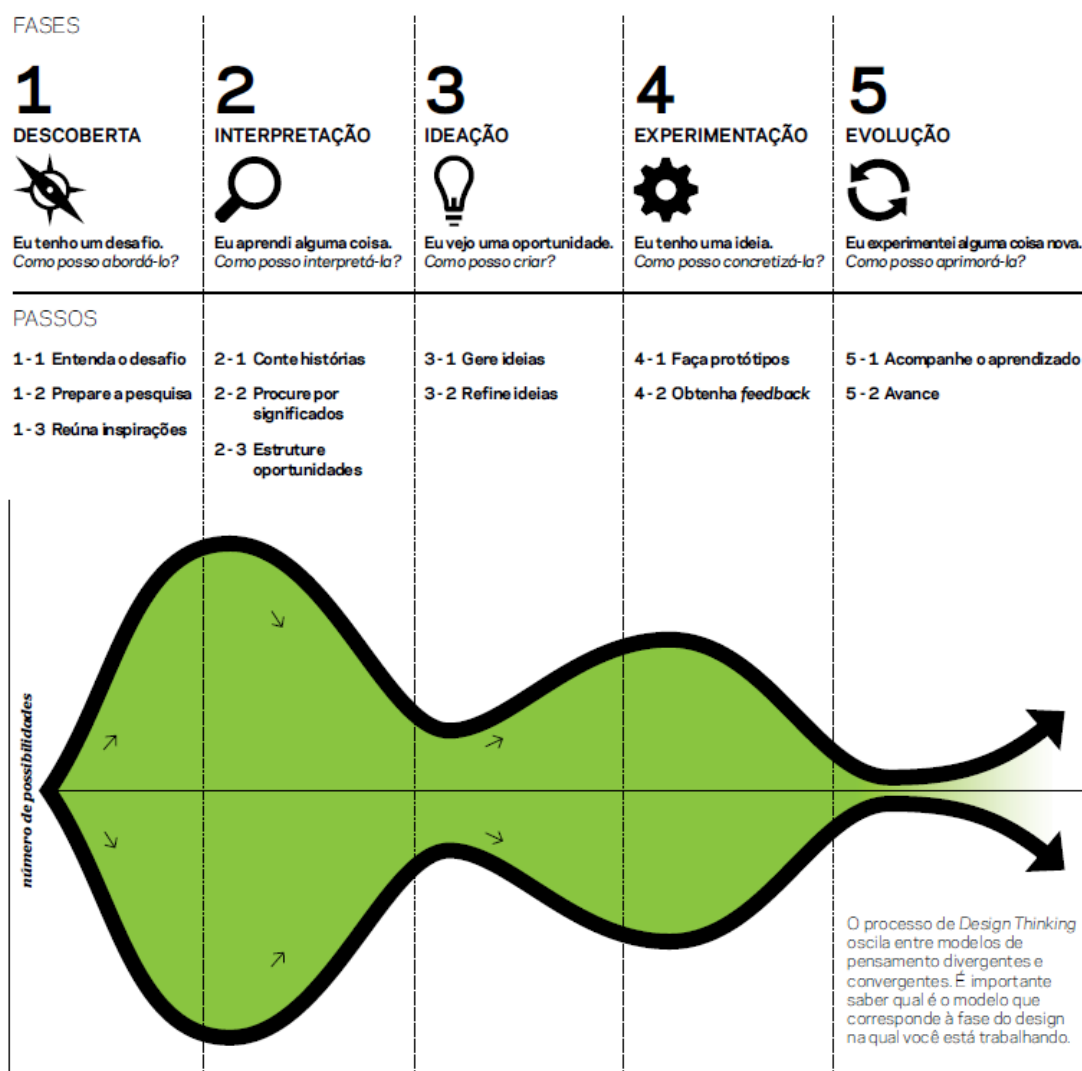 FASES
1
DESCOBERTA
Eu tenho um desafio.
Como posso abordá-lo?
2
INTERPRETAÇÃO
Eu aprendi alguma coisa.
Como posso interpretá-la?
3
IDEAÇÃO
Eu vejo uma oportunidade.
Como posso criar?
4
EXPERIMENTAÇÃO
Eu tenho uma ideia.
Como posso concretizá-la?
5
EVOLUÇÃO
Eu experimentei alguma coisa nova.
Como posso aprimorá-la?
PASSOS
1-1 Entenda o desafio
1-2 Prepare a pesquisa
1-3 Reúna inspirações
2-1 Conte histórias
2-2 Procure por
significados
2-3 Estruture
oportunidades
3-1 Gere ideias
3-2 Refine ideias
4-1 Faça protótipos
4-2 Obtenha feedback
5-1 Acompanhe o aprendizado
5-2 Avance
número de possibilidades
O processo de Design Thinking
oscila entre modelos de
pensamento divergentes e
convergentes. É importante
saber qual é o modelo que
corresponde à fase do design
na qual você está trabalhando.